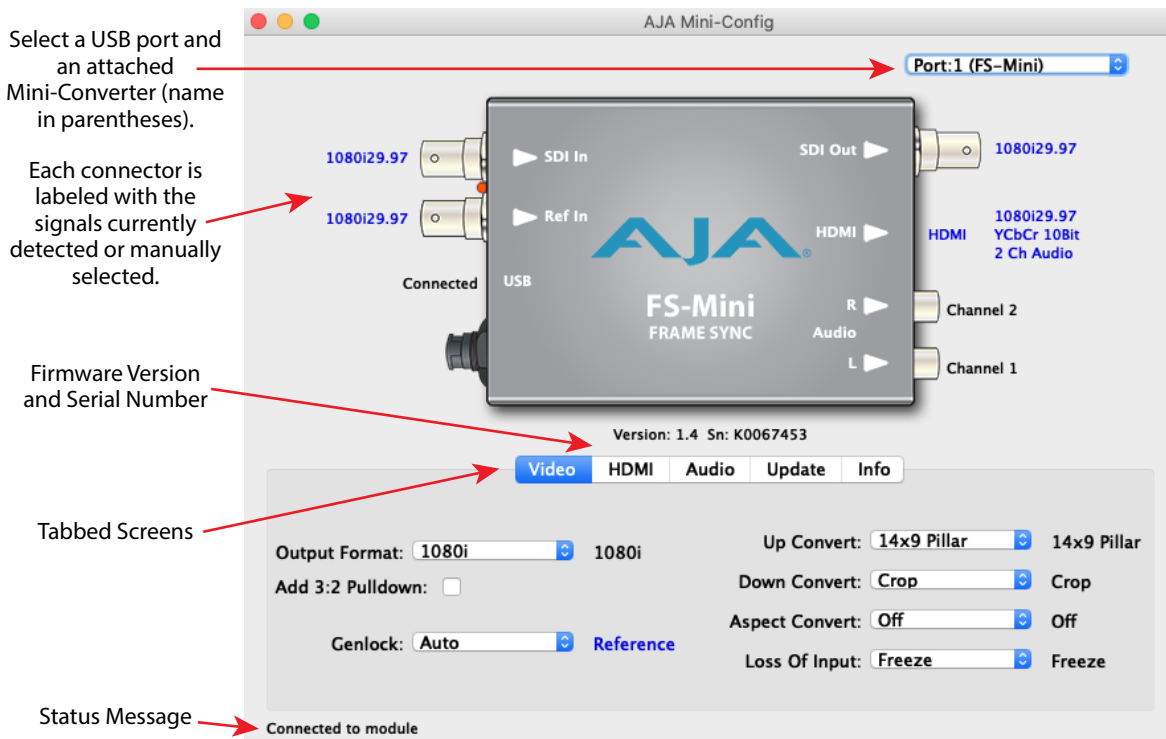 AJA Mini-Config
Select a USB port and
an attached
Mini-Converter (name
in parentheses).
Port:1 (FS-Mini)
Each connector is
labeled with the
signals currently
detected or manually
selected.
1080i29.97
SDI In
SDI Out
1080i29.97
1080i29.97
Ref In
AJA
HDMI
HDMI
1080i29.97
YCbCr 10Bit
2 Ch Audio
Connected
USB
FS-Mini
FRAME SYNC
R
Channel 2
Audio
L
Channel 1
Firmware Version
and Serial Number
Version: 1.4 Sn: K0067453
Video HDMI Audio Update Info
Tabbed Screens
Output Format: 1080i 1080i
Add 3:2 Pulldown:
Genlock: Auto Reference
Up Convert: 14x9 Pillar 14x9 Pillar
Down Convert: Crop Crop
Aspect Convert: Off Off
Loss Of Input: Freeze Freeze
Status Message
Connected to module